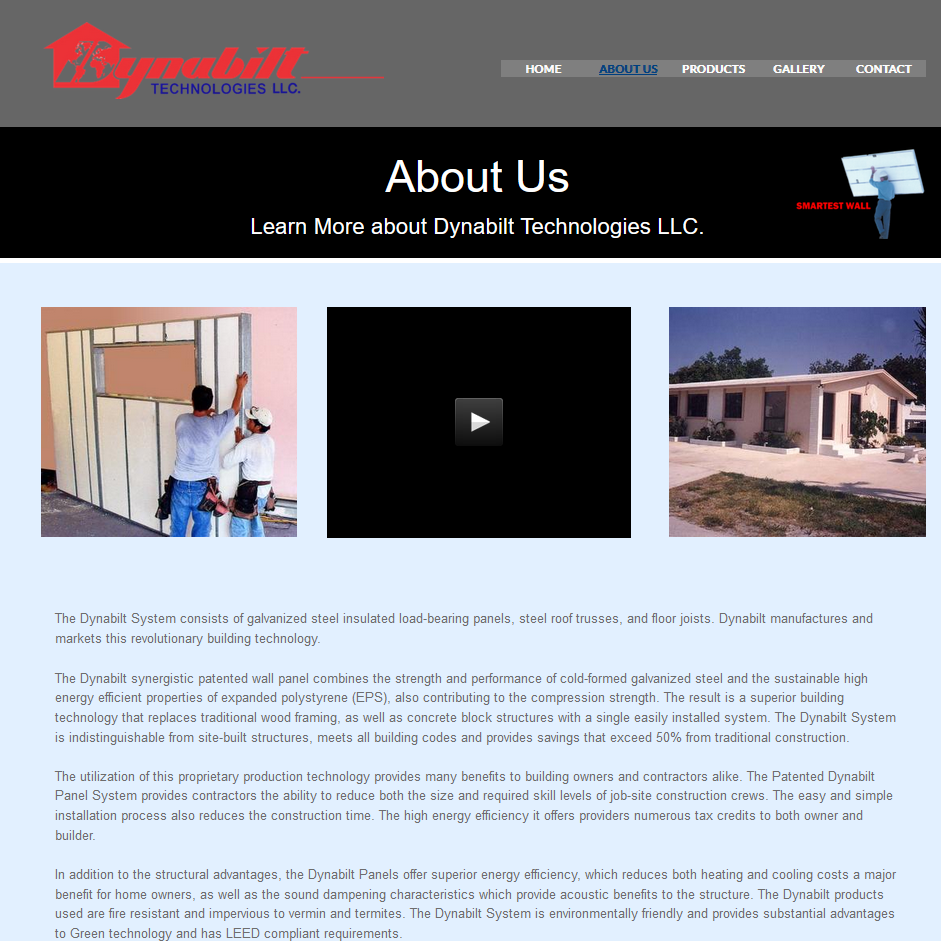 Dynabilt
TECHNOLOGIES LLC.
HOME ABOUT US PRODUCTS GALLERY CONTACT
About Us
Learn More about Dynabilt Technologies LLC.
SMARTEST WALL
The Dynabilt System consists of galvanized steel insulated load-bearing panels, steel roof trusses, and floor joists. Dynabilt manufactures and
markets this revolutionary building technology.
The Dynabilt synergistic patented wall panel combines the strength and performance of cold-formed galvanized steel and the sustainable high
energy efficient properties of expanded polystyrene (EPS), also contributing to the compression strength. The result is a superior building
technology that replaces traditional wood framing, as well as concrete block structures with a single easily installed system. The Dynabilt System
is indistinguishable from site-built structures, meets all building codes and provides savings that exceed 50% from traditional construction.
The utilization of this proprietary production technology provides many benefits to building owners and contractors alike. The Patented Dynabilt
Panel System provides contractors the ability to reduce both the size and required skill levels of job-site construction crews. The easy and simple
installation process also reduces the construction time. The high energy efficiency it offers providers numerous tax credits to both owner and
builder.
In addition to the structural advantages, the Dynabilt Panels offer superior energy efficiency, which reduces both heating and cooling costs a major
benefit for home owners, as well as the sound dampening characteristics which provide acoustic benefits to the structure. The Dynabilt products
used are fire resistant and impervious to vermin and termites. The Dynabilt System is environmentally friendly and provides substantial advantages
to Green technology and has LEED compliant requirements.